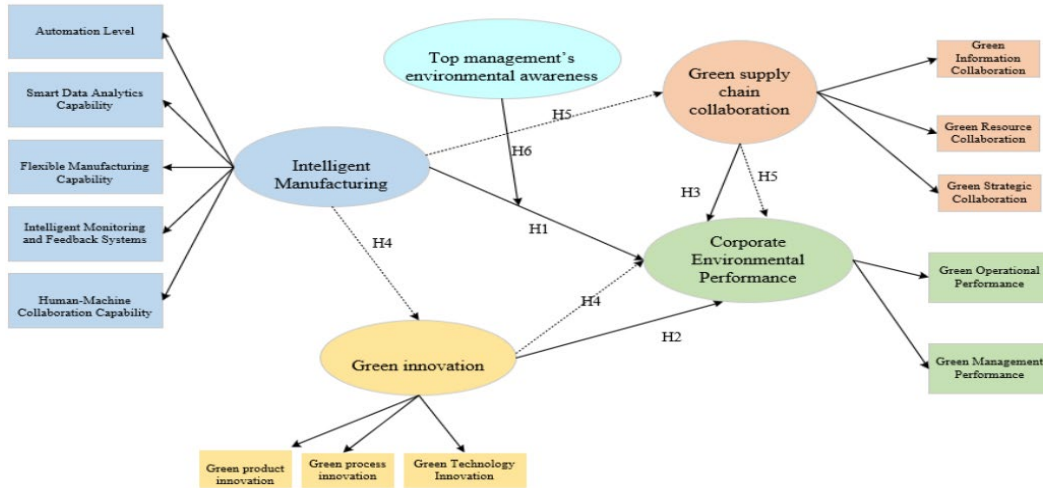 Automation Level
Smart Data Analytics
Capability
Flexible Manufacturing
Capability
Intelligent Monitoring
and Feedback Systems
Human-Machine
Collaboration Capability
Top management's
environmental awareness
Intelligent
Manufacturing
Green supply
chain
collaboration
Green
Information
Collaboration
Green Resource
Collaboration
Green Strategic
Collaboration
H5
H6
H3
H5
H1
H4
H4
H2
Corporate
Environmental
Performance
Green Operational
Performance
Green Management
Performance
Green innovation
Green product
innovation
Green process
innovation
Green Technology
Innovation